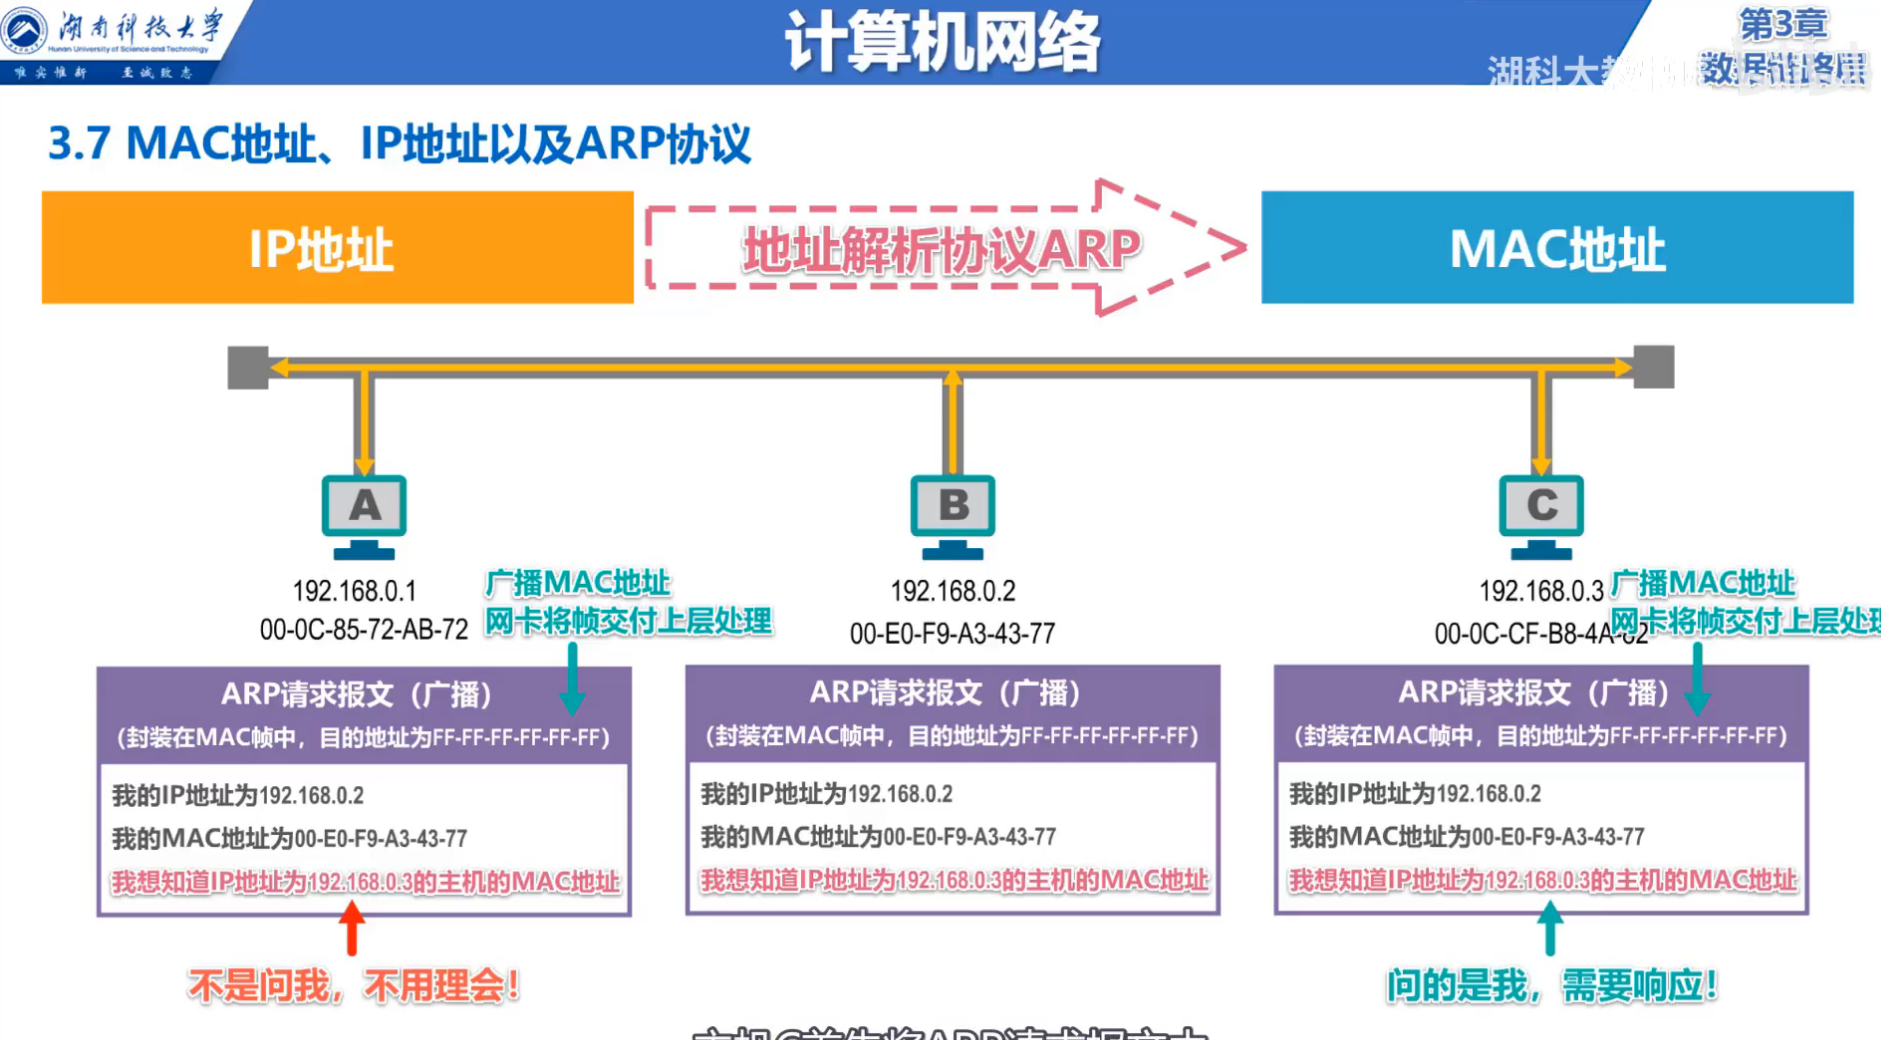 湖南科技大学
Hunan University of Science and Technology
唯实惟新 至诚致志
计算机网络
第3章
数据链路层
湖科大教书匠
3.7 MAC地址、IP地址以及ARP协议
IP地址
地址解析协议ARP
MAC地址
A
B
C
192.168.0.1
00-0C-85-72-AB-72
广播MAC地址
网卡将帧交付上层处理
192.168.0.2
00-E0-F9-A3-43-77
192.168.0.3
00-0C-CF-B8-4A-82
广播MAC地址
网卡将帧交付上层处理
ARP请求报文（广播）
（封装在MAC帧中，目的地址为FF-FF-FF-FF-FF-FF）
我的IP地址为192.168.0.2
我的MAC地址为00-E0-F9-A3-43-77
我想知道IP地址为192.168.0.3的主机的MAC地址
不是问我，不用理会！
ARP请求报文（广播）
（封装在MAC帧中，目的地址为FF-FF-FF-FF-FF-FF）
我的IP地址为192.168.0.2
我的MAC地址为00-E0-F9-A3-43-77
我想知道IP地址为192.168.0.3的主机的MAC地址
ARP请求报文（广播）
（封装在MAC帧中，目的地址为FF-FF-FF-FF-FF-FF）
我的IP地址为192.168.0.2
我的MAC地址为00-E0-F9-A3-43-77
我想知道IP地址为192.168.0.3的主机的MAC地址
问的是我，需要响应！
主机C首先将ARP请求报文中